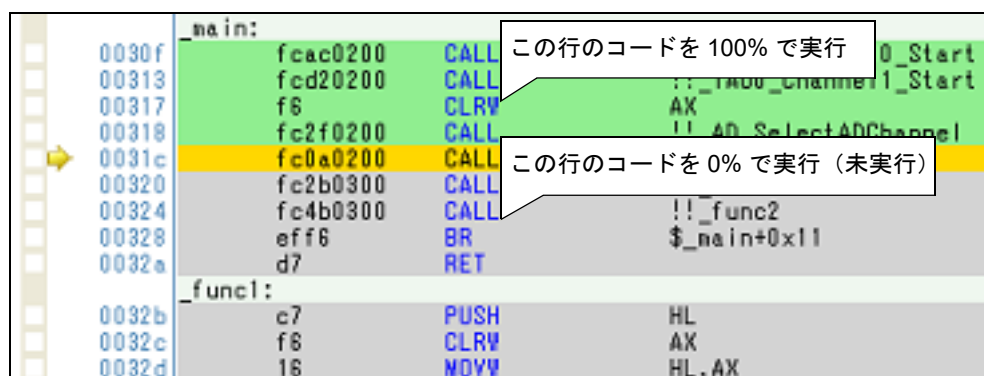 _main:
0030f fcac0200 CALL 0_Start
この行のコードを 100% で実行
00313 fcd20200 CALL !!_TAU0_Channel1_Start
00317 f6 CLRW AX
00318 fc2f0200 CALL !!_AD_SelectADChannel
0031c fc0a0200 CALL
この行のコードを 0% で実行（未実行）
00320 fc2b0300 CALL
00324 fc4b0300 CALL !!_func2
00328 eff6 BR $_main+0x11
0032a d7 RET
_func1:
0032b c7 PUSH HL
0032c f6 CLRW AX
0032d 16 MOVW HL,AX